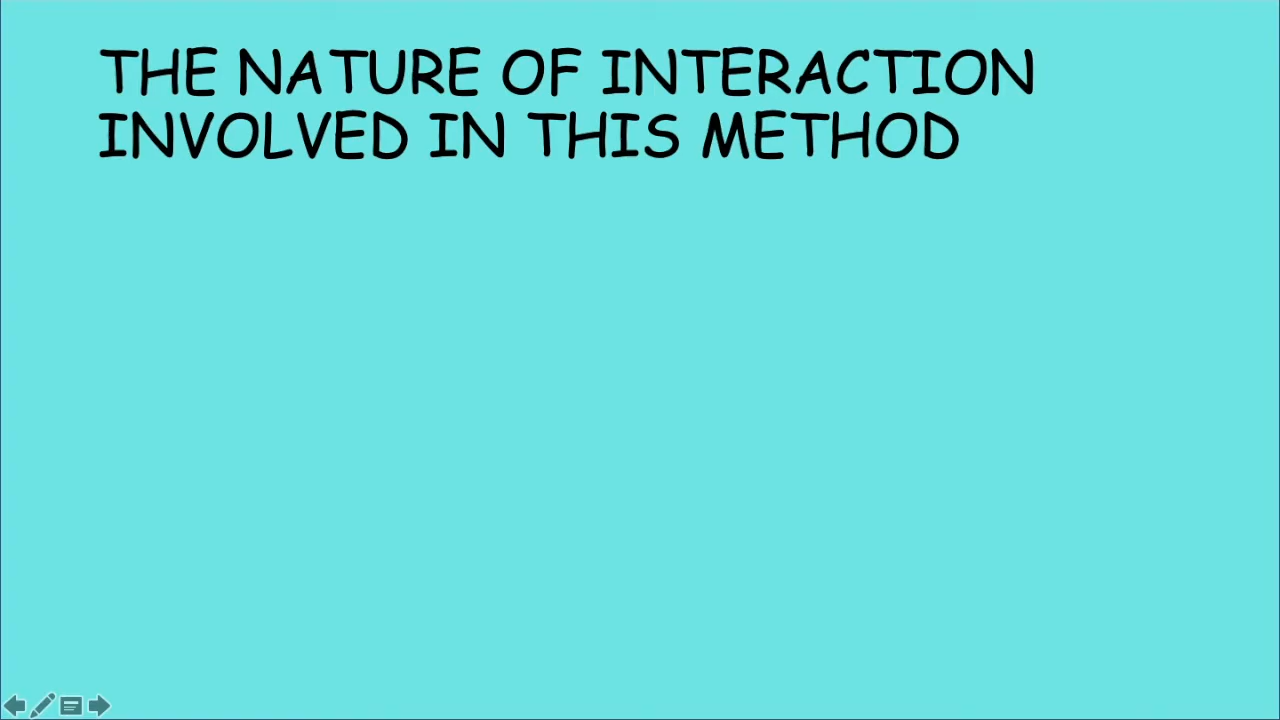 THE NATURE OF INTERACTION
INVOLVED IN THIS METHOD